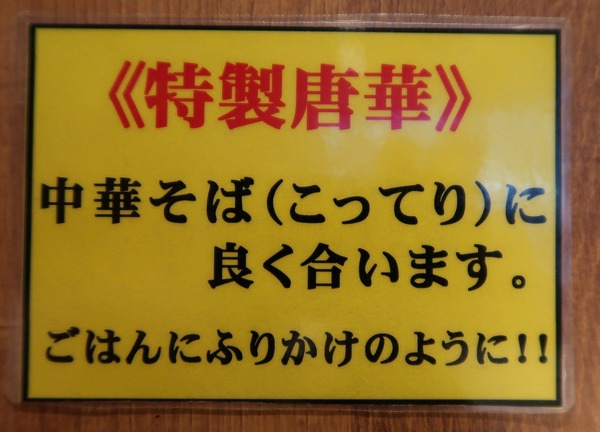 《特製唐華》
中華そば(こってり)に
良く合います。
ごはんにふりかけのように!!